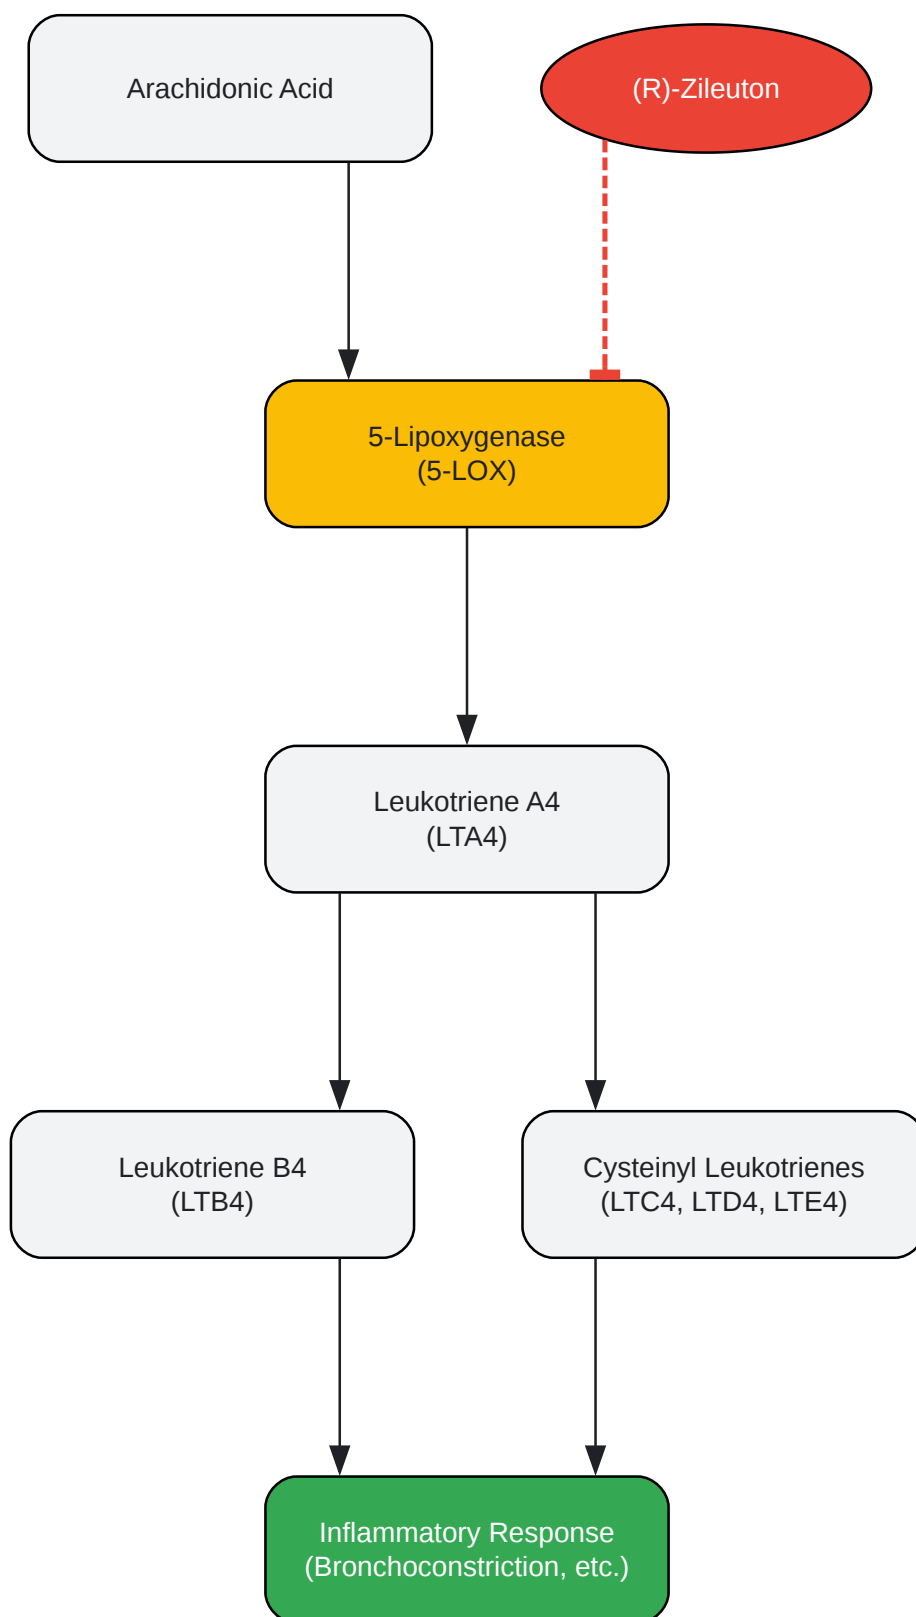 Arachidonic Acid
(R)-Zileuton
5-Lipoxygenase
(5-LOX)
Leukotriene A4
(LTA4)
Leukotriene B4
(LTB4)
Cysteinyl Leukotrienes
(LTC4, LTD4, LTE4)
Inflammatory Response
(Bronchoconstriction, etc.)